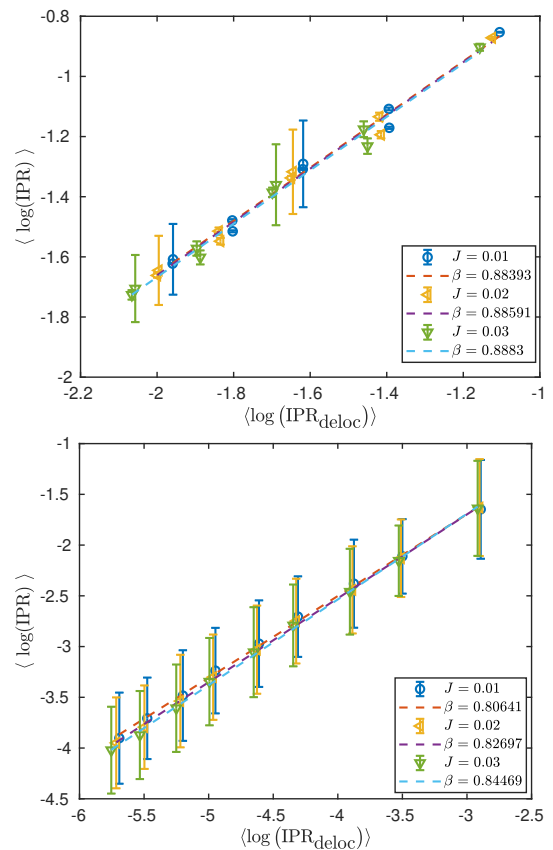 -0.8
-1
-1.2
-1.4
-1.6
-1.8
-2
⟨ log(IPR) ⟩
J = 0.01
β = 0.88393
J = 0.02
β = 0.88591
J = 0.03
β = 0.8883
-2.2 -2 -1.8 -1.6 -1.4 -1.2 -1
⟨log (IPR_deloc)⟩
-1
-1.5
-2
-2.5
-3
-3.5
-4
-4.5
⟨ log(IPR) ⟩
J = 0.01
β = 0.80641
J = 0.02
β = 0.82697
J = 0.03
β = 0.84469
-6 -5.5 -5 -4.5 -4 -3.5 -3 -2.5
⟨log (IPR_deloc)⟩